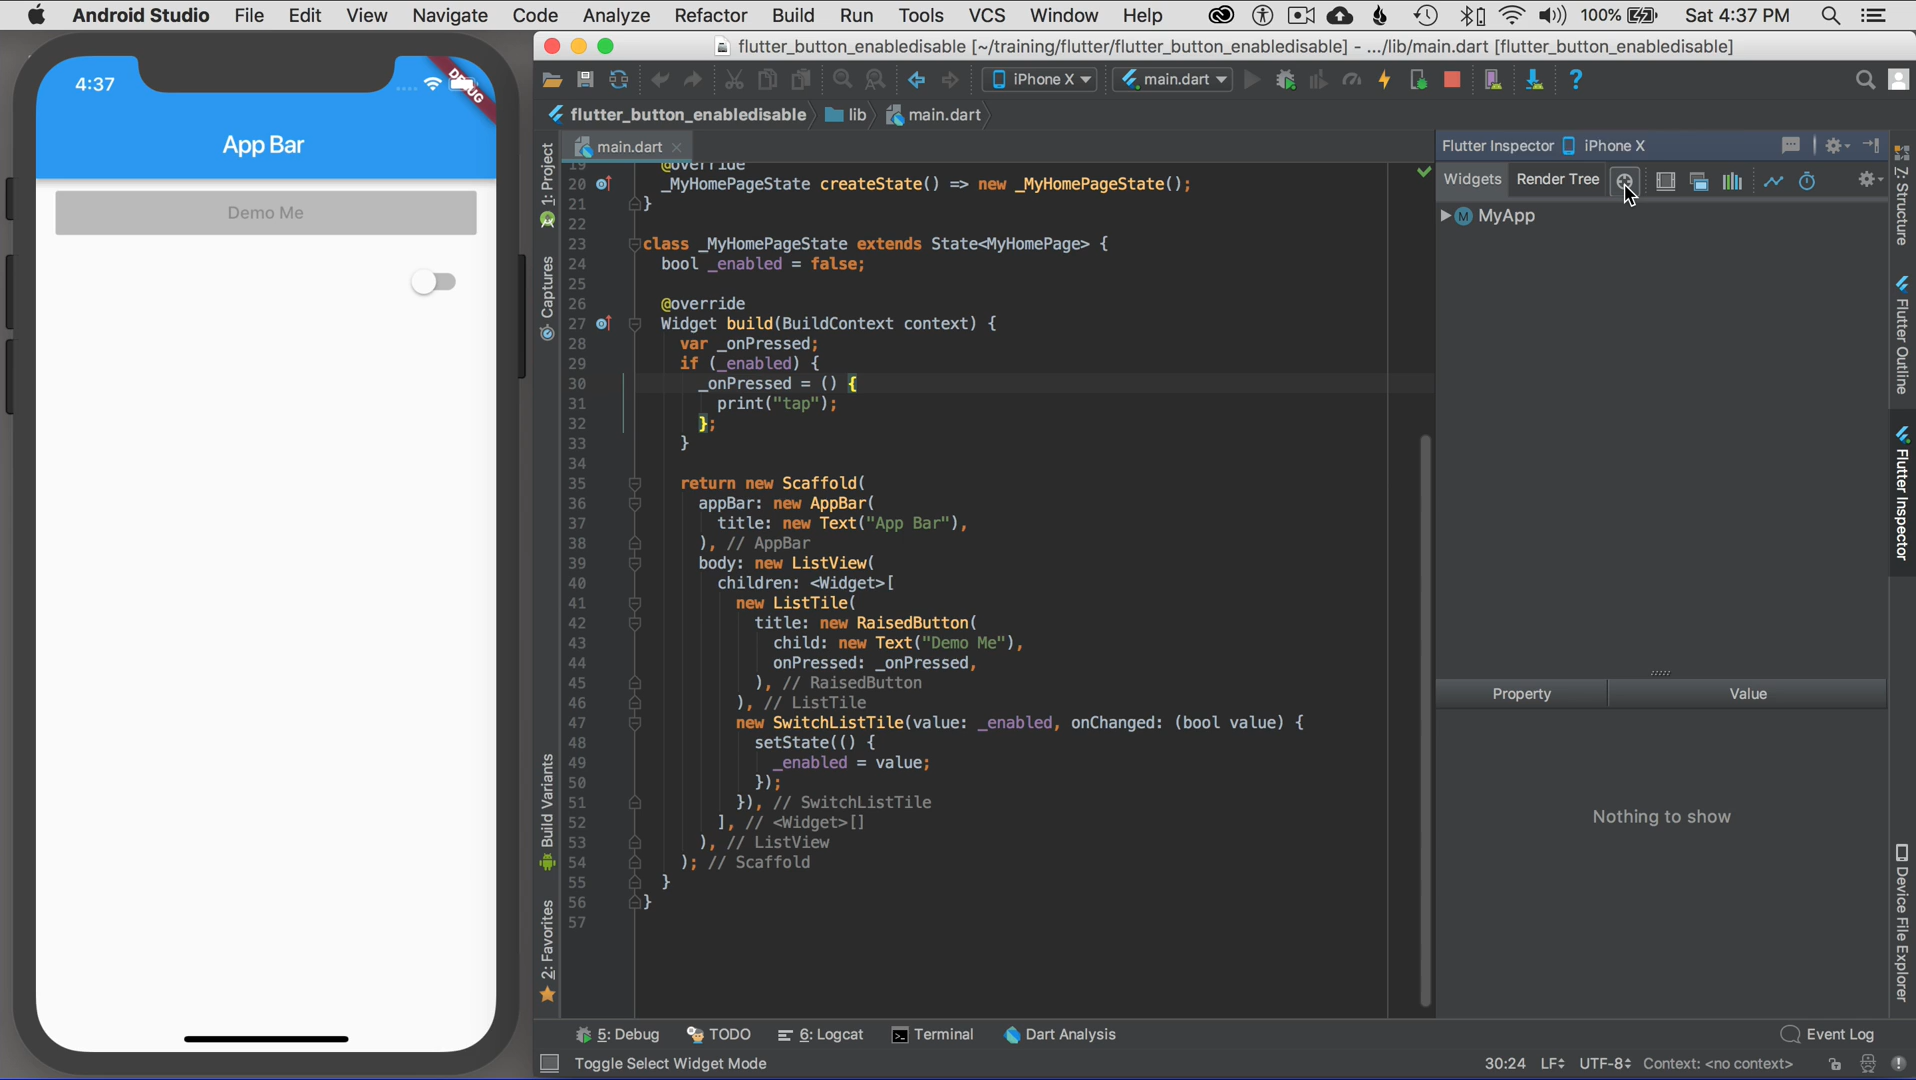 Android Studio File Edit View Navigate Code Analyze Refactor Build Run Tools VCS Window Help 100% Sat 4:37 PM
flutter_button_enabledisable [~/training/flutter/flutter_button_enabledisable] - .../lib/main.dart [flutter_button_enabledisable]
4:37
DEBUG
App Bar
Demo Me
iPhone X main.dart
flutter_button_enabledisable lib main.dart
main.dart
1: Project
Captures
Build Variants
2: Favorites
19 @override
20 _MyHomePageState createState() => new _MyHomePageState();
21 }
22
23 class _MyHomePageState extends State<MyHomePage> {
24 bool _enabled = false;
25
26 @override
27 Widget build(BuildContext context) {
28 var _onPressed;
29 if (_enabled) {
30 _onPressed = () {
31 print("tap");
32 };
33 }
34
35 return new Scaffold(
36 appBar: new AppBar(
37 title: new Text("App Bar"),
38 ), // AppBar
39 body: new ListView(
40 children: <Widget>[
41 new ListTile(
42 title: new RaisedButton(
43 child: new Text("Demo Me"),
44 onPressed: _onPressed,
45 ), // RaisedButton
46 ), // ListTile
47 new SwitchListTile(value: _enabled, onChanged: (bool value) {
48 setState(() {
49 _enabled = value;
50 });
51 }), // SwitchListTile
52 ], // <Widget>[]
53 ), // ListView
54 ); // Scaffold
55 }
56 }
57
Flutter Inspector iPhone X
Widgets Render Tree
MyApp
Property Value
Nothing to show
Z: Structure
Flutter Outline
Flutter Inspector
Device File Explorer
5: Debug TODO 6: Logcat Terminal Dart Analysis Event Log
Toggle Select Widget Mode 30:24 LF UTF-8 Context: <no context>